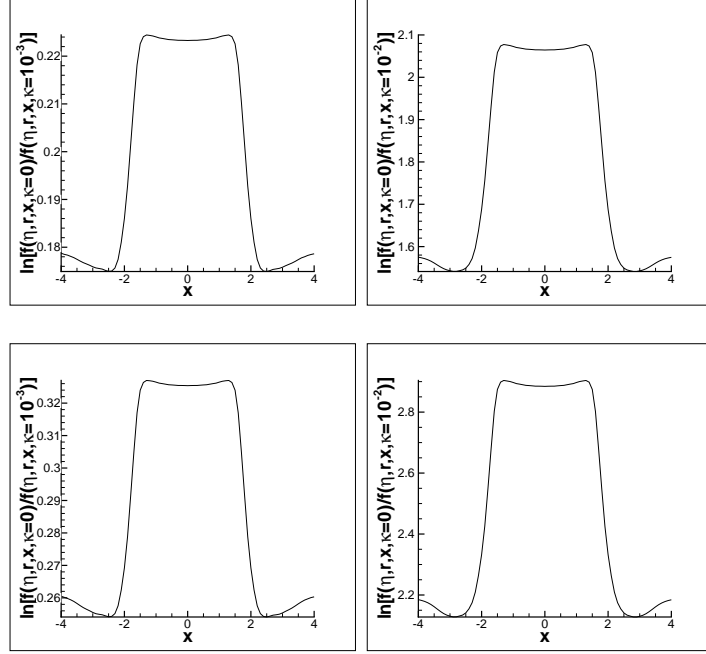 ln[f(η,r,x,κ=0)/f(η,r,x,κ=10⁻³)]
0.22
0.21
0.2
0.19
0.18
-4 -2 0 2 4
x
ln[f(η,r,x,κ=0)/f(η,r,x,κ=10⁻²)]
2.1
2
1.9
1.8
1.7
1.6
-4 -2 0 2 4
x
ln[f(η,r,x,κ=0)/f(η,r,x,κ=10⁻³)]
0.32
0.31
0.3
0.29
0.28
0.27
0.26
-4 -2 0 2 4
x
ln[f(η,r,x,κ=0)/f(η,r,x,κ=10⁻²)]
2.8
2.6
2.4
2.2
-4 -2 0 2 4
x